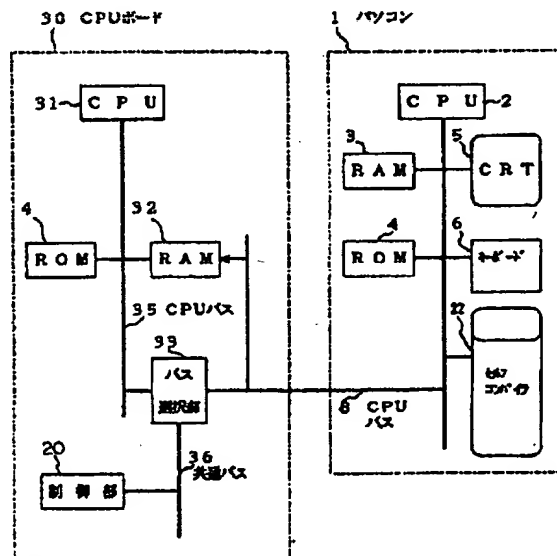 30 CPUボード
1 パソコン
31
CPU
CPU
2
3
5
RAM
CRT
4
32
ROM
RAM
4
6
ROM
キーボード
35 CPUバス
33
22
バス
選択部
セルフ
コンパイラ
8 CPU
バス
20
36
共通バス
制御部